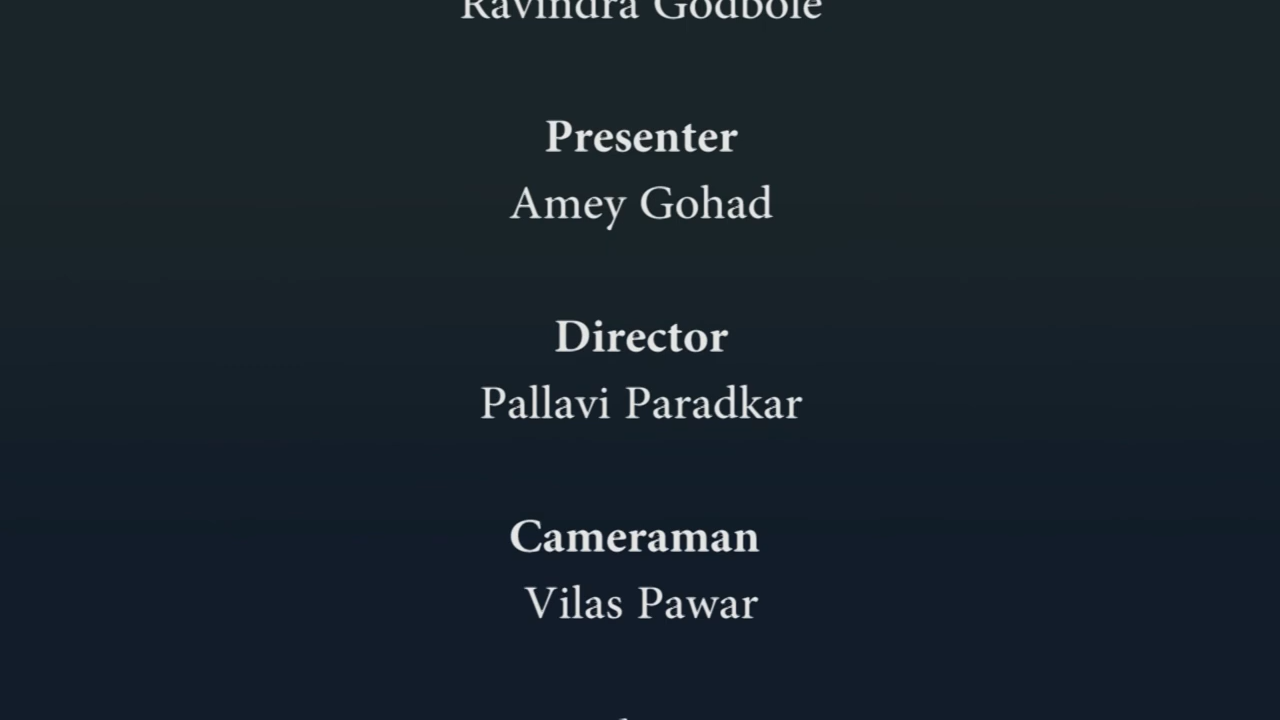 Ravindra Godbole
Presenter
Amey Gohad
Director
Pallavi Paradkar
Cameraman
Vilas Pawar